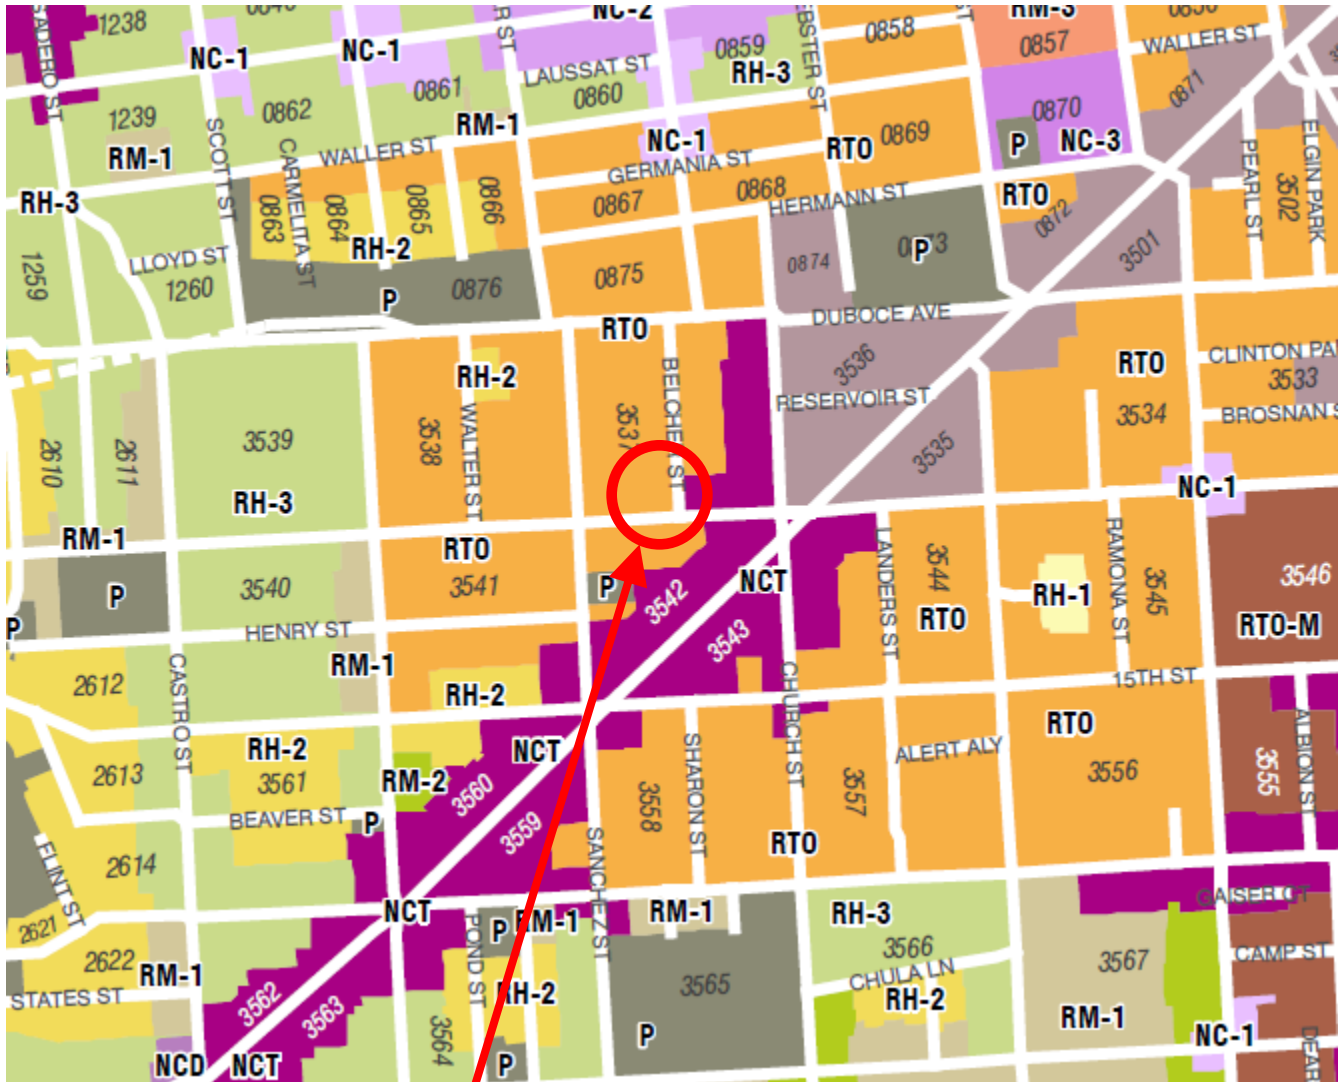 1238
0840
NC-2
RM-3
0850
NC-1
NC-1
0859
0858
0857
WALLER ST
LAUSSAT ST
RH-3
0861
0860
0871
1239
0862
RM-1
0870
RM-1
WALLER ST
SCOTT ST
CARMELITA ST
NC-1
GERMANIA ST
RTO
0869
P
NC-3
PEARL ST
ELGIN PARK
3502
RH-3
0863
0864
0865
0866
0867
0868
HERMANN ST
RTO
0872
LLOYD ST
RH-2
1259
1260
P
0876
0875
0874
P
0873
3501
DUBOCE AVE
RTO
BELCHER ST
3536
RESERVOIR ST
RTO
CLINTON PA
3533
BROSNAN S
RH-2
WALTER ST
3534
2610
2611
3539
3538
3537
3535
RH-3
NC-1
RM-1
RTO
P
3540
3541
P
3542
NCT
LANDERS ST
3544
RH-1
RAMONA ST
3545
3546
RTO
RTO-M
P
HENRY ST
3543
RM-1
2612
CASTRO ST
RH-2
CHURCH ST
15TH ST
RTO
RH-2
2613
3561
RM-2
NCT
3560
SHARON ST
ALERT ALY
3556
3555
ALBION ST
BEAVER ST
P
3559
3558
3557
2614
FLINT ST
SANCHEZ ST
RTO
2621
NCT
P
RM-1
RM-1
RH-3
GAISER CT
2622
RM-1
POND ST
3566
3567
CAMP ST
STATES ST
3562
RH-2
3565
CHULA LN
RH-2
3563
3564
P
RM-1
NC-1
DEAR
NCD
NCT
P